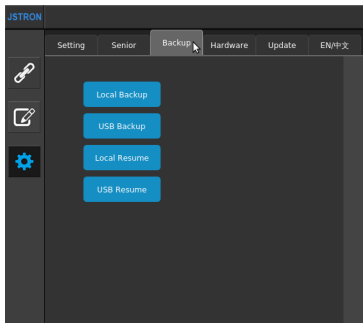 JSTRON
Setting Senior Backup Hardware Update EN/中文
Local Backup
USB Backup
Local Resume
USB Resume